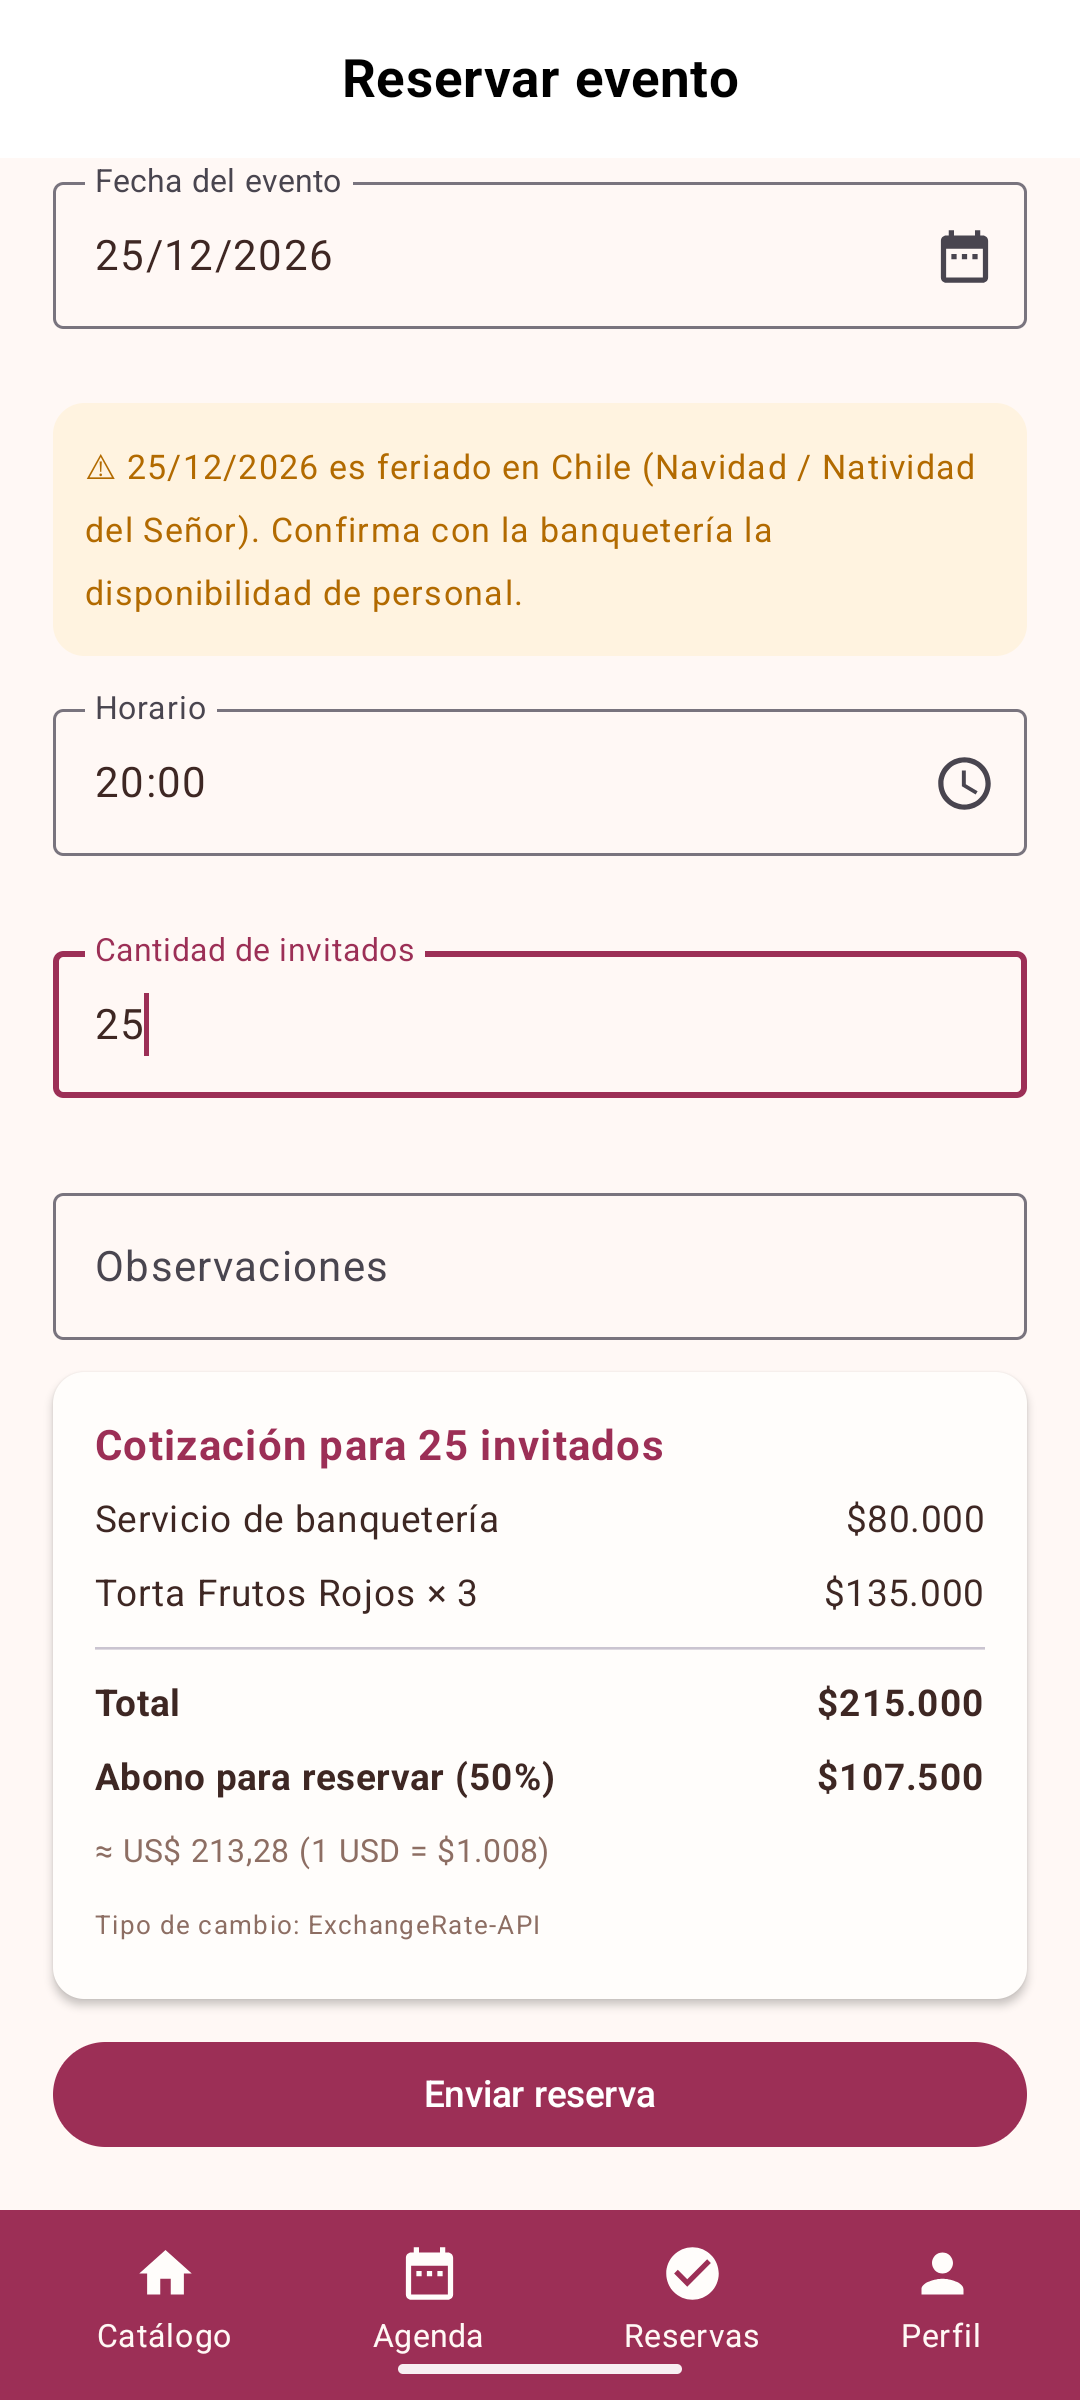 Reservar evento
Fecha del evento
25/12/2026
⚠ 25/12/2026 es feriado en Chile (Navidad / Natividad
del Señor). Confirma con la banquetería la
disponibilidad de personal.
Horario
20:00
Cantidad de invitados
25
Observaciones
Cotización para 25 invitados
Servicio de banquetería $80.000
Torta Frutos Rojos × 3 $135.000
Total $215.000
Abono para reservar (50%) $107.500
≈ US$ 213,28 (1 USD = $1.008)
Tipo de cambio: ExchangeRate-API
Enviar reserva
Catálogo Agenda Reservas Perfil